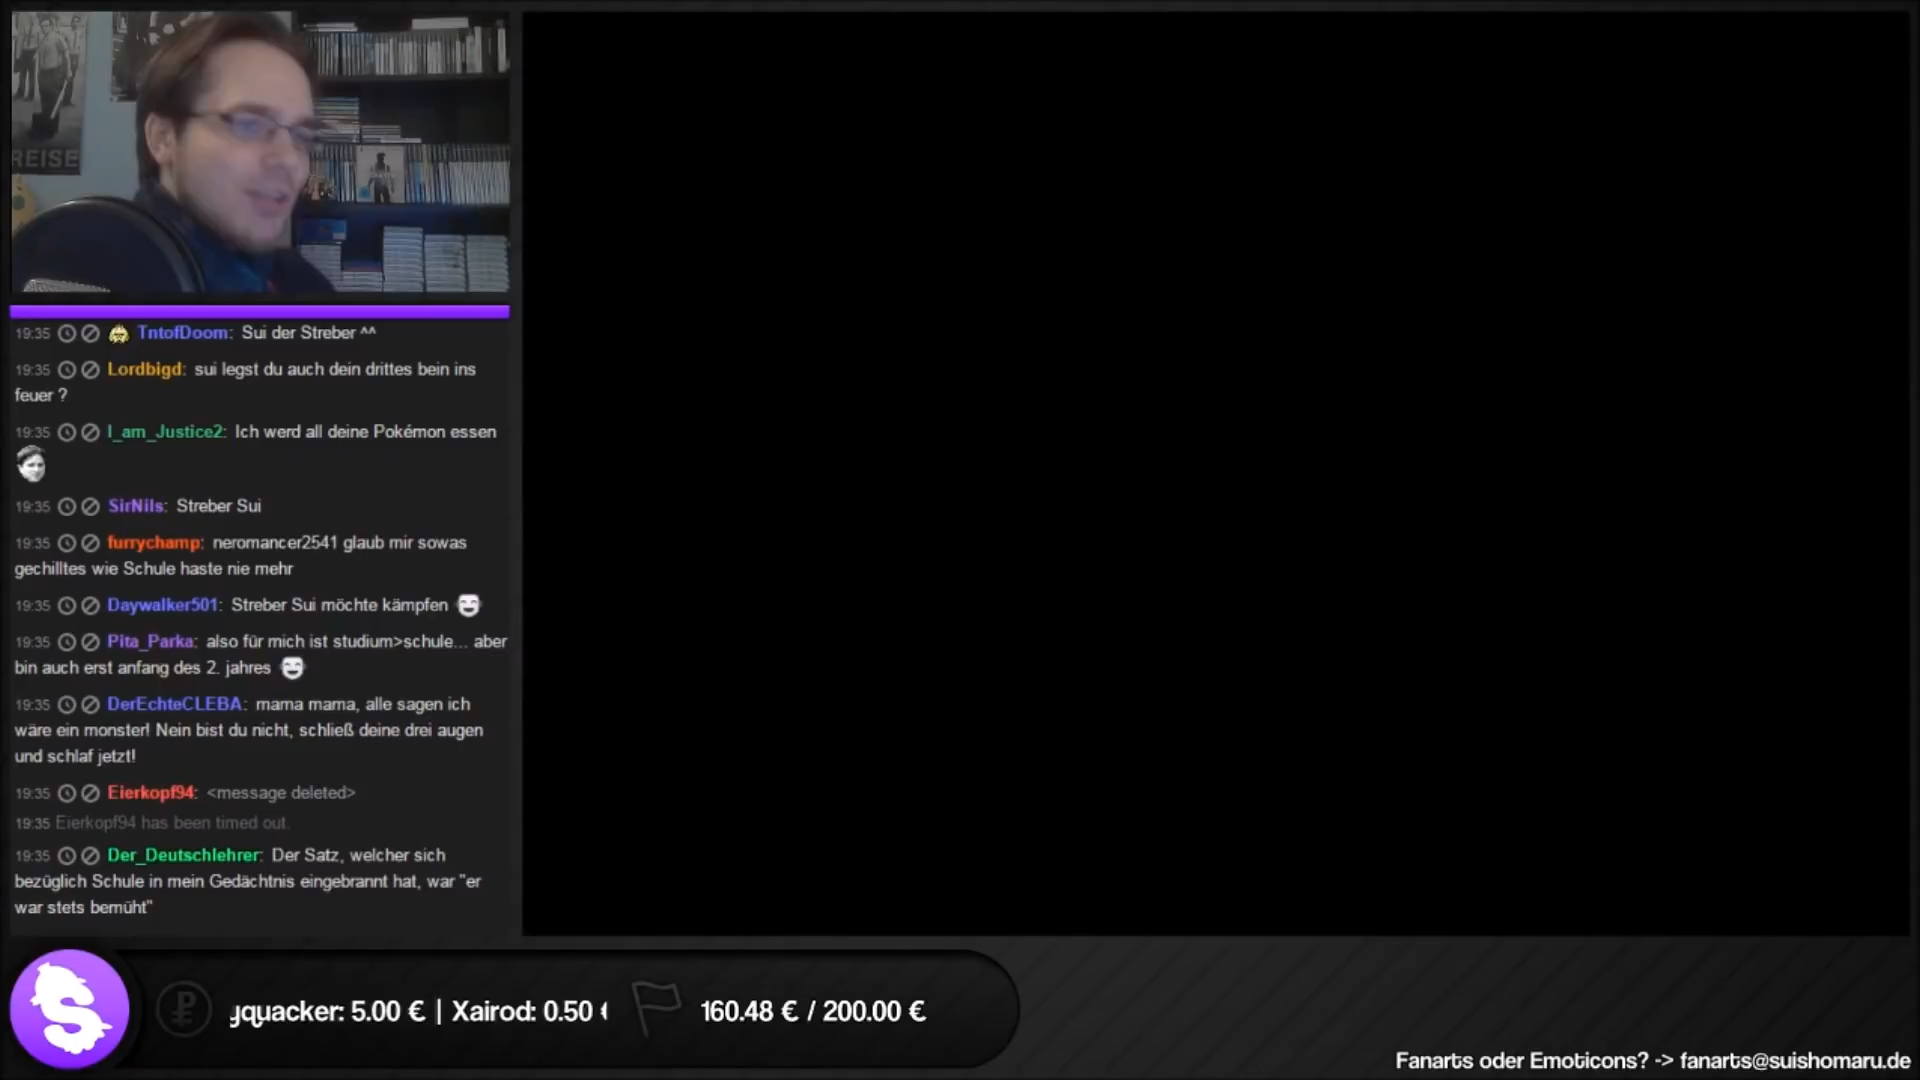 REISE
19:35 TntofDoom: Sui der Streber ^^
19:35 Lordbigd: sui legst du auch dein drittes bein ins
feuer ?
19:35 I_am_Justice2: Ich werd all deine Pokémon essen
19:35 SirNils: Streber Sui
19:35 furrychamp: neromancer2541 glaub mir sowas
gechilltes wie Schule haste nie mehr
19:35 Daywalker501: Streber Sui möchte kämpfen
19:35 Pita_Parka: also für mich ist studium>schule... aber
bin auch erst anfang des 2. jahres
19:35 DerEchteCLEBA: mama mama, alle sagen ich
wäre ein monster! Nein bist du nicht, schließ deine drei augen
und schlaf jetzt!
19:35 Eierkopf94: <message deleted>
19:35 Eierkopf94 has been timed out.
19:35 Der_Deutschlehrer: Der Satz, welcher sich
bezüglich Schule in mein Gedächtnis eingebrannt hat, war "er
war stets bemüht"
yquacker: 5.00 € | Xairod: 0.50 €
160.48 € / 200.00 €
Fanarts oder Emoticons? -> fanarts@suishomaru.de